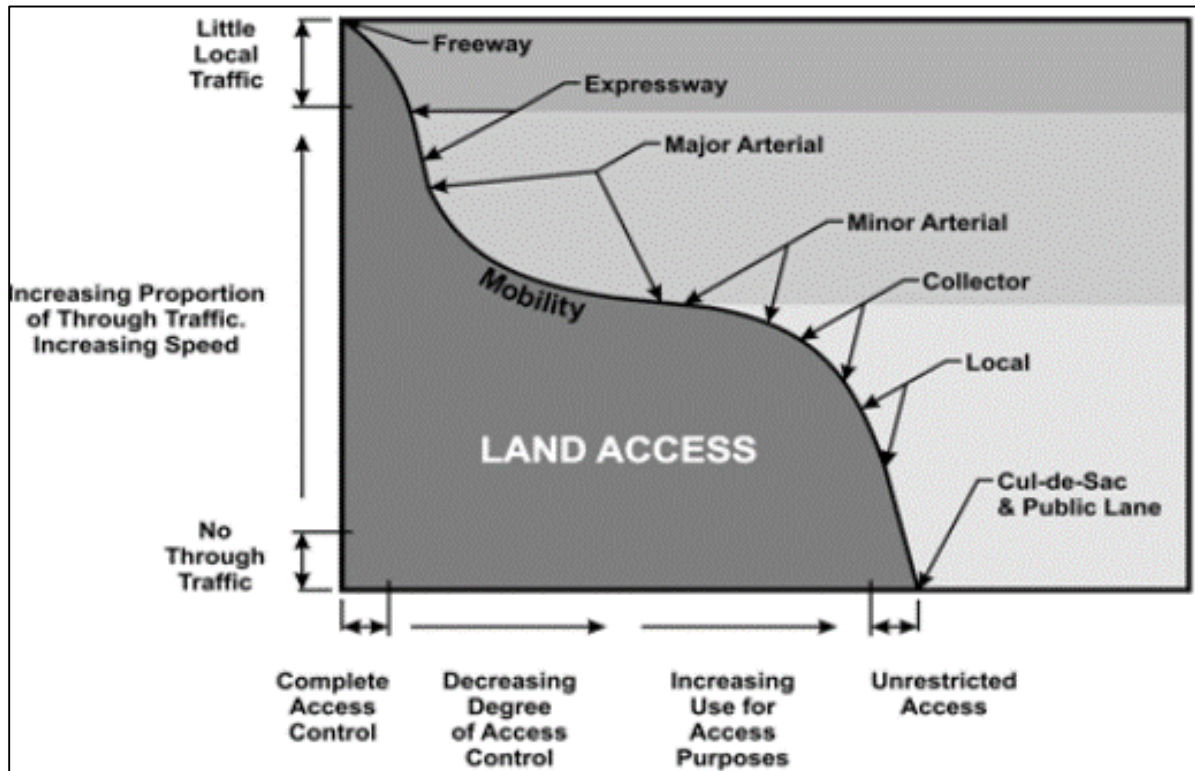 Little
Local
Traffic
Freeway
Expressway
Major Arterial
Minor Arterial
Collector
Local
Mobility
Increasing Proportion
of Through Traffic.
Increasing Speed
LAND ACCESS
Cul-de-Sac
& Public Lane
No
Through
Traffic
Complete
Access
Control
Decreasing
Degree
of Access
Control
Increasing
Use for
Access
Purposes
Unrestricted
Access